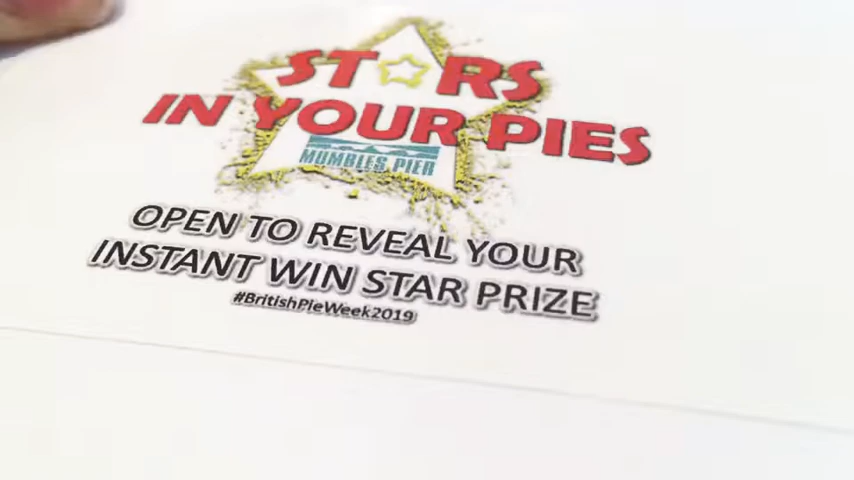 STARS
IN YOUR PIES
MUMBLES PIER
OPEN TO REVEAL YOUR
INSTANT WIN STAR PRIZE
#BritishPieWeek2019